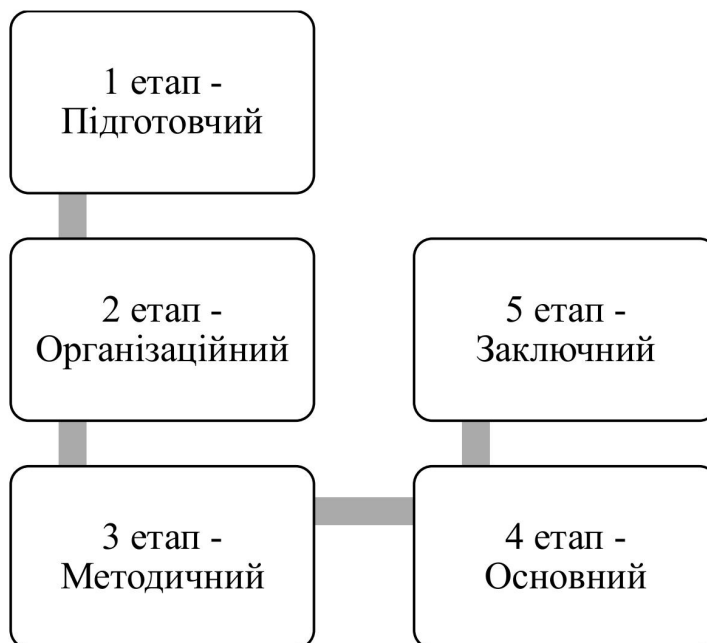 1 етап -
Підготовчий
2 етап -
Організаційний
3 етап -
Методичний
4 етап -
Основний
5 етап -
Заключний